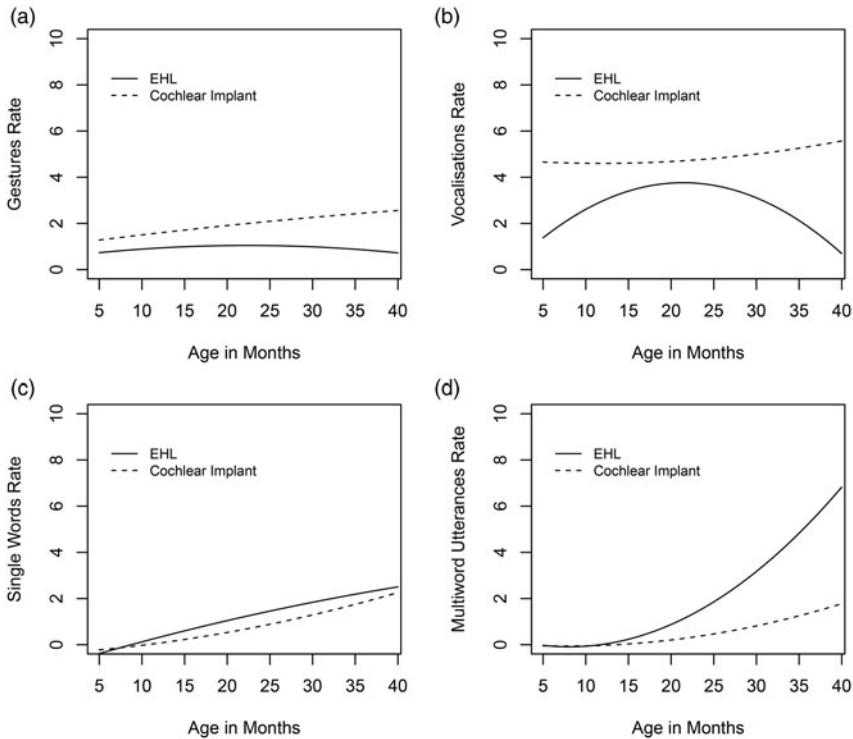 (a)
10
8
6
4
2
0
Gestures Rate
EHL
Cochlear Implant
5 10 15 20 25 30 35 40
Age in Months
(b)
10
8
6
4
2
0
Vocalisations Rate
EHL
Cochlear Implant
5 10 15 20 25 30 35 40
Age in Months
(c)
10
8
6
4
2
0
Single Words Rate
EHL
Cochlear Implant
5 10 15 20 25 30 35 40
Age in Months
(d)
10
8
6
4
2
0
Multiword Utterances Rate
EHL
Cochlear Implant
5 10 15 20 25 30 35 40
Age in Months